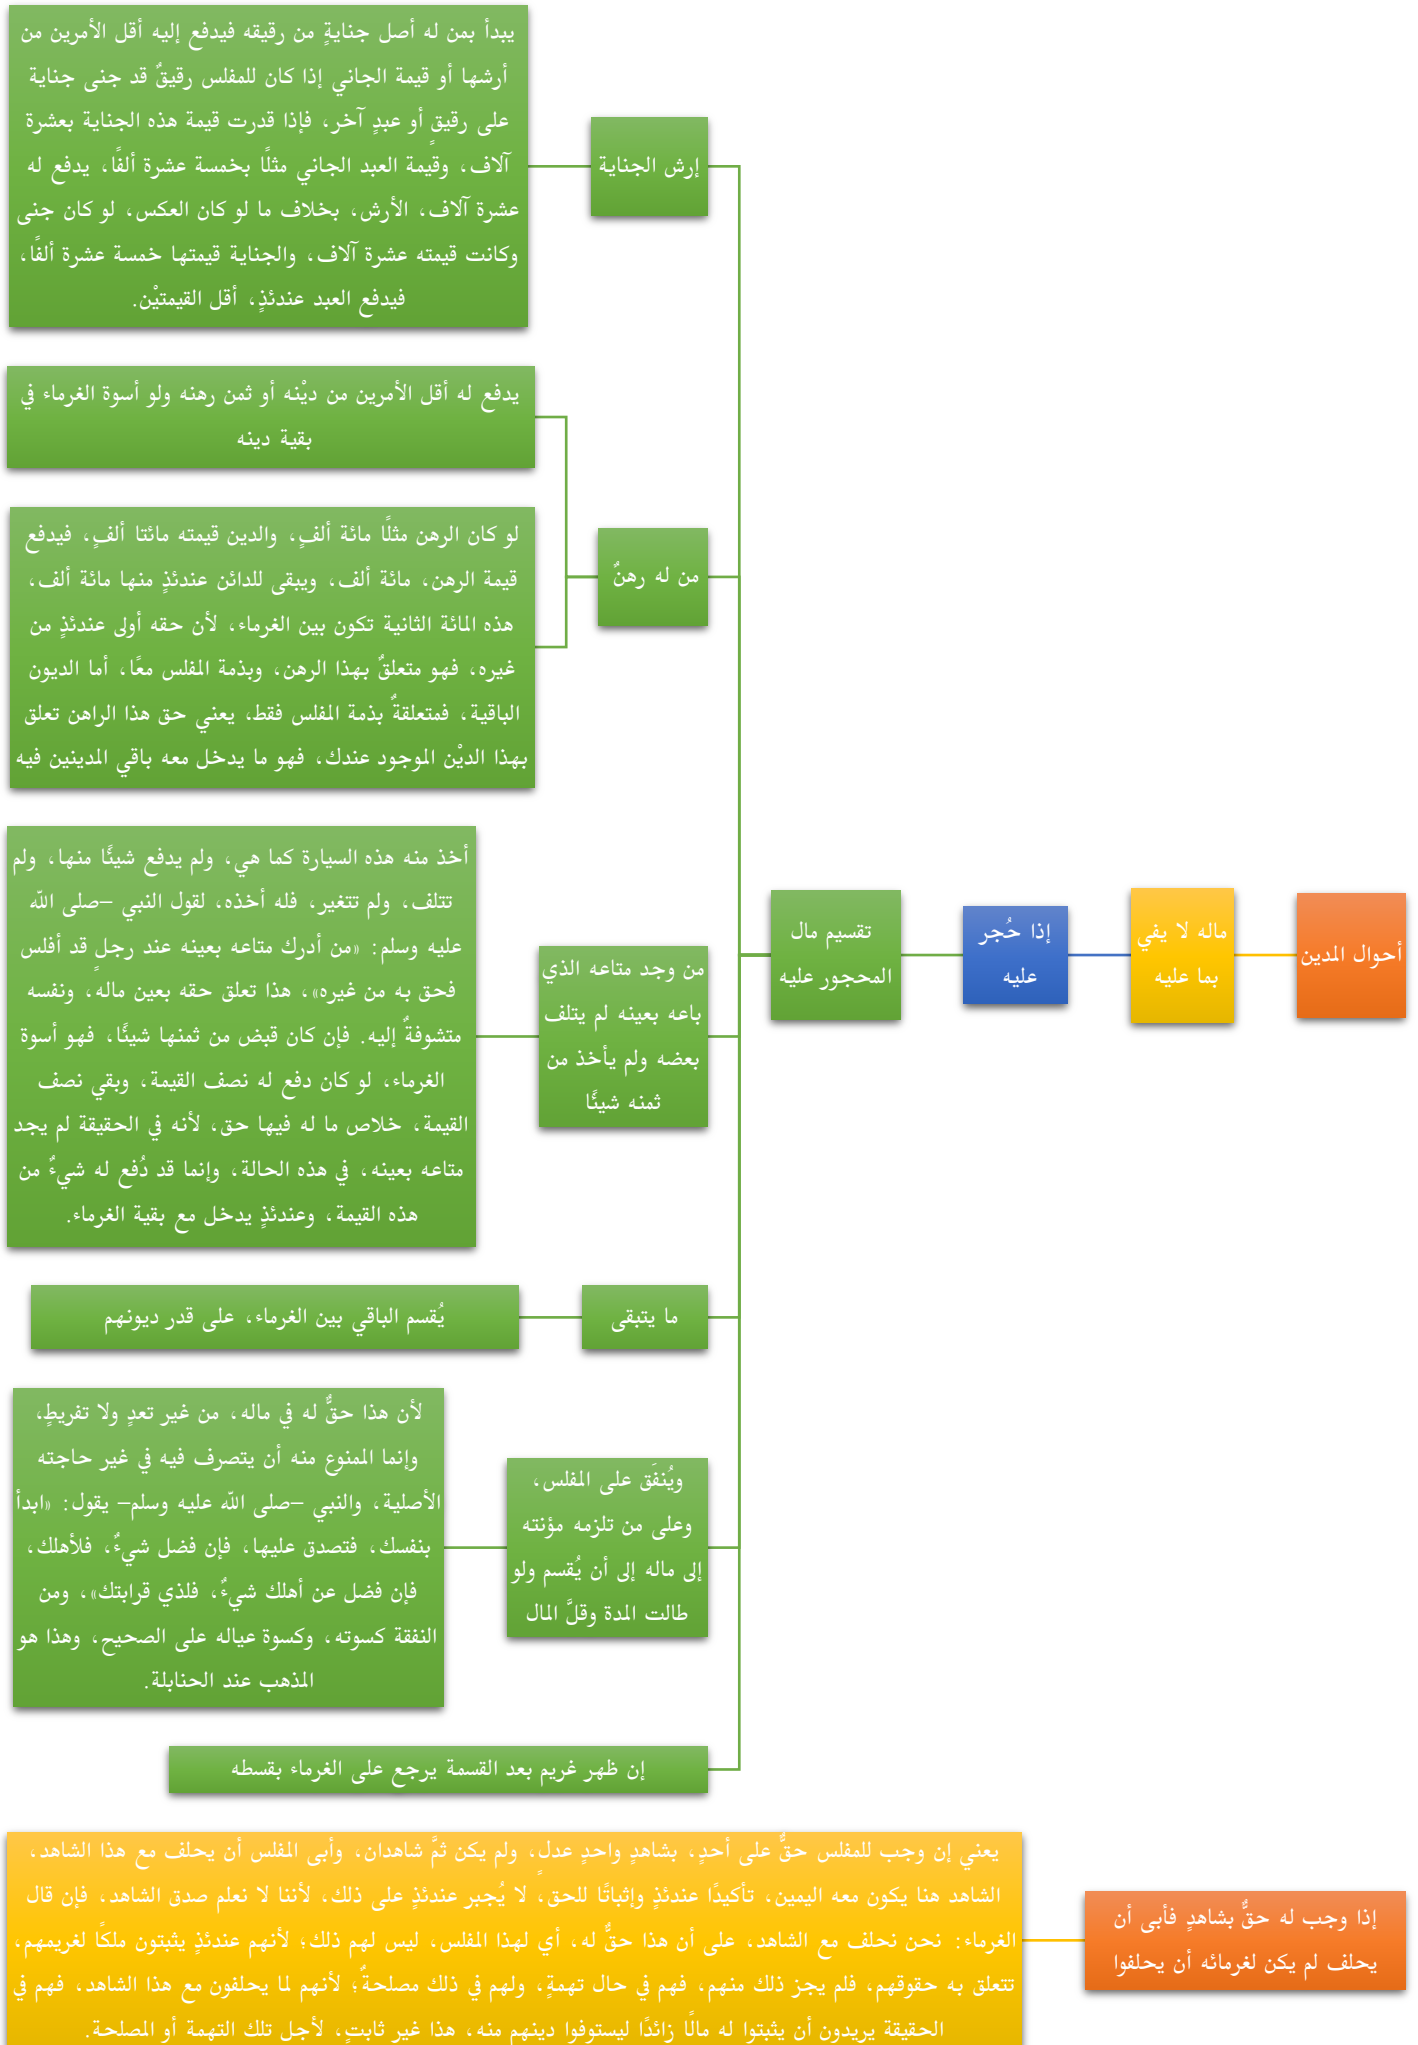 أحوال المدين
ماله لا يفي
بما عليه
إذا حُجر
عليه
تقسيم مال
المحجور عليه
إرش الجناية
يبدأ بمن له أصل جنايةٍ من رقيقه فيدفع إليه أقل الأمرين من
أرشها أو قيمة الجاني إذا كان للمفلس رقيقٌ قد جنى جناية
على رقيقٍ أو عبدٍ آخر، فإذا قدرت قيمة هذه الجناية بعشرة
آلاف، وقيمة العبد الجاني مثلًا بخمسة عشرة ألفًا، يدفع له
عشرة آلاف، الأرش، بخلاف ما لو كان العكس، لو كان جنى
وكانت قيمته عشرة آلاف، والجناية قيمتها خمسة عشرة ألفًا،
فيدفع العبد عندئذٍ، أقل القيمتيْن.
من له رهنٌ
يدفع له أقل الأمرين من ديْنه أو ثمن رهنه ولو أسوة الغرماء في
بقية دينه
لو كان الرهن مثلًا مائة ألفٍ، والدين قيمته مائتا ألفٍ، فيدفع
قيمة الرهن، مائة ألف، ويبقى للدائن عندئذٍ منها مائة ألف،
هذه المائة الثانية تكون بين الغرماء، لأن حقه أولى عندئذٍ من
غيره، فهو متعلقٌ بهذا الرهن، وبذمة المفلس معًا، أما الديون
الباقية، فمتعلقةٌ بذمة المفلس فقط، يعني حق هذا الراهن تعلق
بهذا الديْن الموجود عندك، فهو ما يدخل معه باقي المدينين فيه
من وجد متاعه الذي
باعه بعينه لم يتلف
بعضه ولم يأخذ من
ثمنه شيئًا
أخذ منه هذه السيارة كما هي، ولم يدفع شيئًا منها، ولم
تتلف، ولم تتغير، فله أخذه، لقول النبي –صلى الله
عليه وسلم: «من أدرك متاعه بعينه عند رجلٍ قد أفلس
فحق به من غيره»، هذا تعلق حقه بعين ماله، ونفسه
متشوفةٌ إليه. فإن كان قبض من ثمنها شيئًا، فهو أسوة
الغرماء، لو كان دفع له نصف القيمة، وبقي نصف
القيمة، خلاص ما له فيها حق، لأنه في الحقيقة لم يجد
متاعه بعينه، في هذه الحالة، وإنما قد دُفع له شيءٌ من
هذه القيمة، وعندئذٍ يدخل مع بقية الغرماء.
ما يتبقى
يُقسم الباقي بين الغرماء، على قدر ديونهم
ويُنفَق على المفلس،
وعلى من تلزمه مؤنته
إلى ماله إلى أن يُقسم ولو
طالت المدة وقلَّ المال
لأن هذا حقٌّ له في ماله، من غير تعدٍ ولا تفريطٍ،
وإنما الممنوع منه أن يتصرف فيه في غير حاجته
الأصلية، والنبي –صلى الله عليه وسلم– يقول: «ابدأ
بنفسك، فتصدق عليها، فإن فضل شيءٌ، فلأهلك،
فإن فضل عن أهلك شيءٌ، فلذي قرابتك»، ومن
النفقة كسوته، وكسوة عياله على الصحيح، وهذا هو
المذهب عند الحنابلة.
إن ظهر غريم بعد القسمة يرجع على الغرماء بقسطه
إذا وجب له حقٌّ بشاهدٍ فأبى أن
يحلف لم يكن لغرمائه أن يحلفوا
يعني إن وجب للمفلس حقٌّ على أحدٍ، بشاهدٍ واحدٍ عدلٍ، ولم يكن ثمَّ شاهدان، وأبى المفلس أن يحلف مع هذا الشاهد،
الشاهد هنا يكون معه اليمين، تأكيدًا عندئذٍ وإثباتًا للحق، لا يُجبر عندئذٍ على ذلك، لأننا لا نعلم صدق الشاهد، فإن قال
الغرماء: نحن نحلف مع الشاهد، على أن هذا حقٌّ له، أي لهذا المفلس، ليس لهم ذلك؛ لأنهم عندئذٍ يثبتون ملكًا لغريمهم،
تتعلق به حقوقهم، فلم يجز ذلك منهم، فهم في حال تهمةٍ، ولهم في ذلك مصلحةٌ؛ لأنهم لما يحلفون مع هذا الشاهد، فهم في
الحقيقة يريدون أن يثبتوا له مالًا زائدًا ليستوفوا دينهم منه، هذا غير ثابتٍ، لأجل تلك التهمة أو المصلحة.